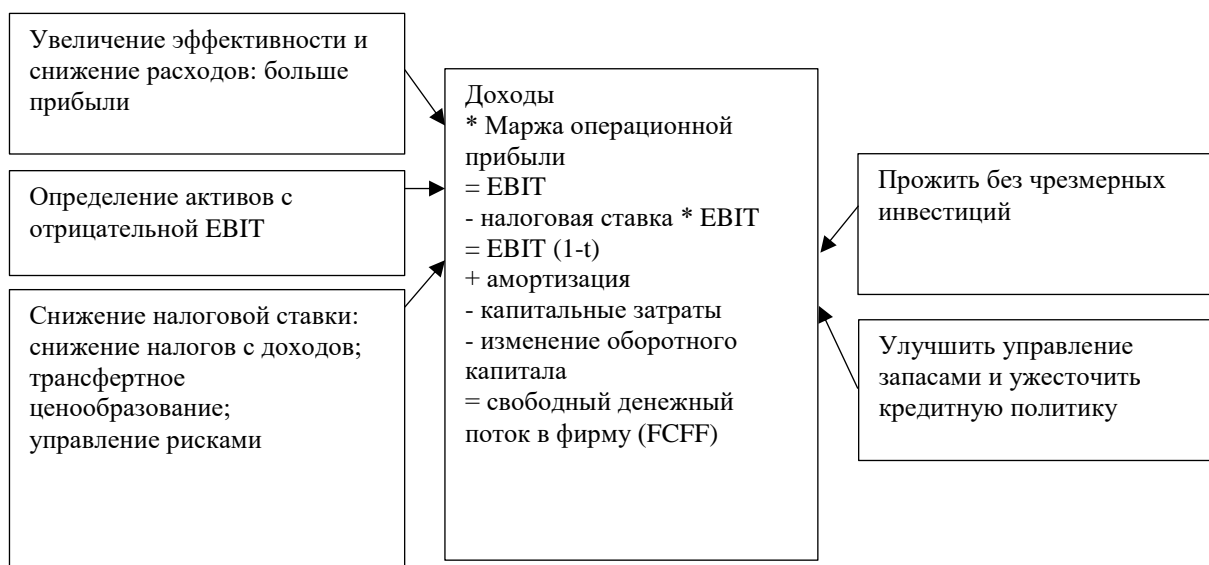 Увеличение эффективности и
снижение расходов: больше
прибыли
Определение активов с
отрицательной EBIT
Снижение налоговой ставки:
снижение налогов с доходов;
трансфертное
ценообразование;
управление рисками
Доходы
* Маржа операционной
прибыли
= EBIT
- налоговая ставка * EBIT
= EBIT (1-t)
+ амортизация
- капитальные затраты
- изменение оборотного
капитала
= свободный денежный
поток в фирму (FCFF)
Прожить без чрезмерных
инвестиций
Улучшить управление
запасами и ужесточить
кредитную политику